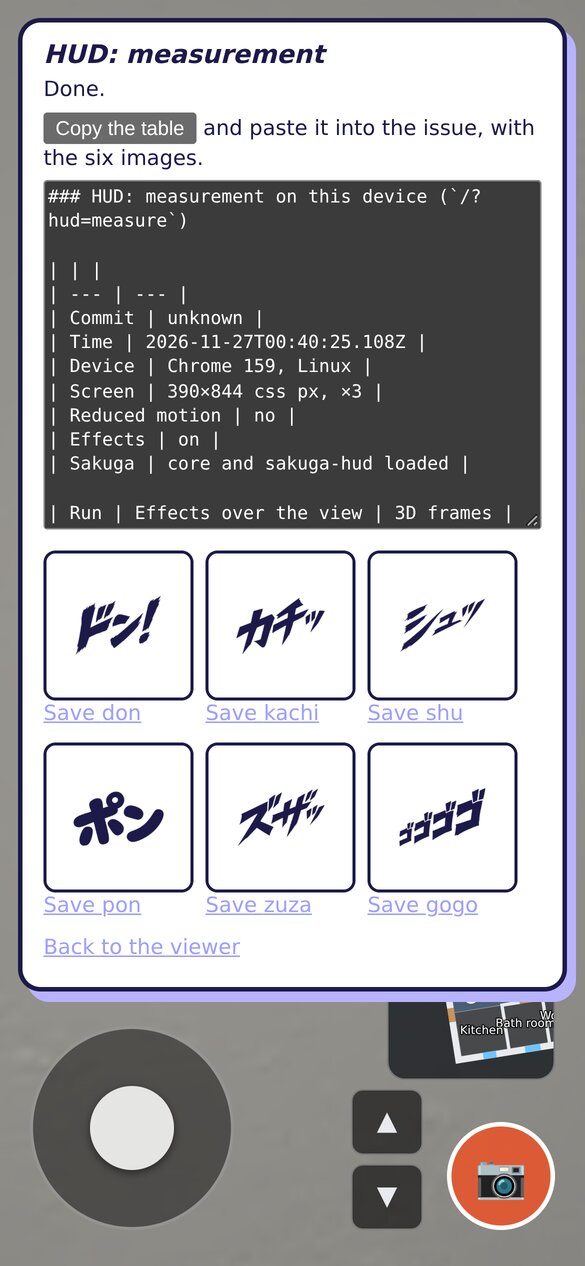 HUD: measurement
Done.
Copy the table and paste it into the issue, with
the six images.
### HUD: measurement on this device (`/?
hud=measure`)
| | |
| --- | --- |
| Commit | unknown |
| Time | 2026-11-27T00:40:25.108Z |
| Device | Chrome 159, Linux |
| Screen | 390×844 css px, ×3 |
| Reduced motion | no |
| Effects | on |
| Sakuga | core and sakuga-hud loaded |
| Run | Effects over the view | 3D frames |
ドン!
カチッ
シュッ
Save don
Save kachi
Save shu
ポン
ズザッ
ゴゴゴゴ
Save pon
Save zuza
Save gogo
Back to the viewer
Kitchen
Bath room